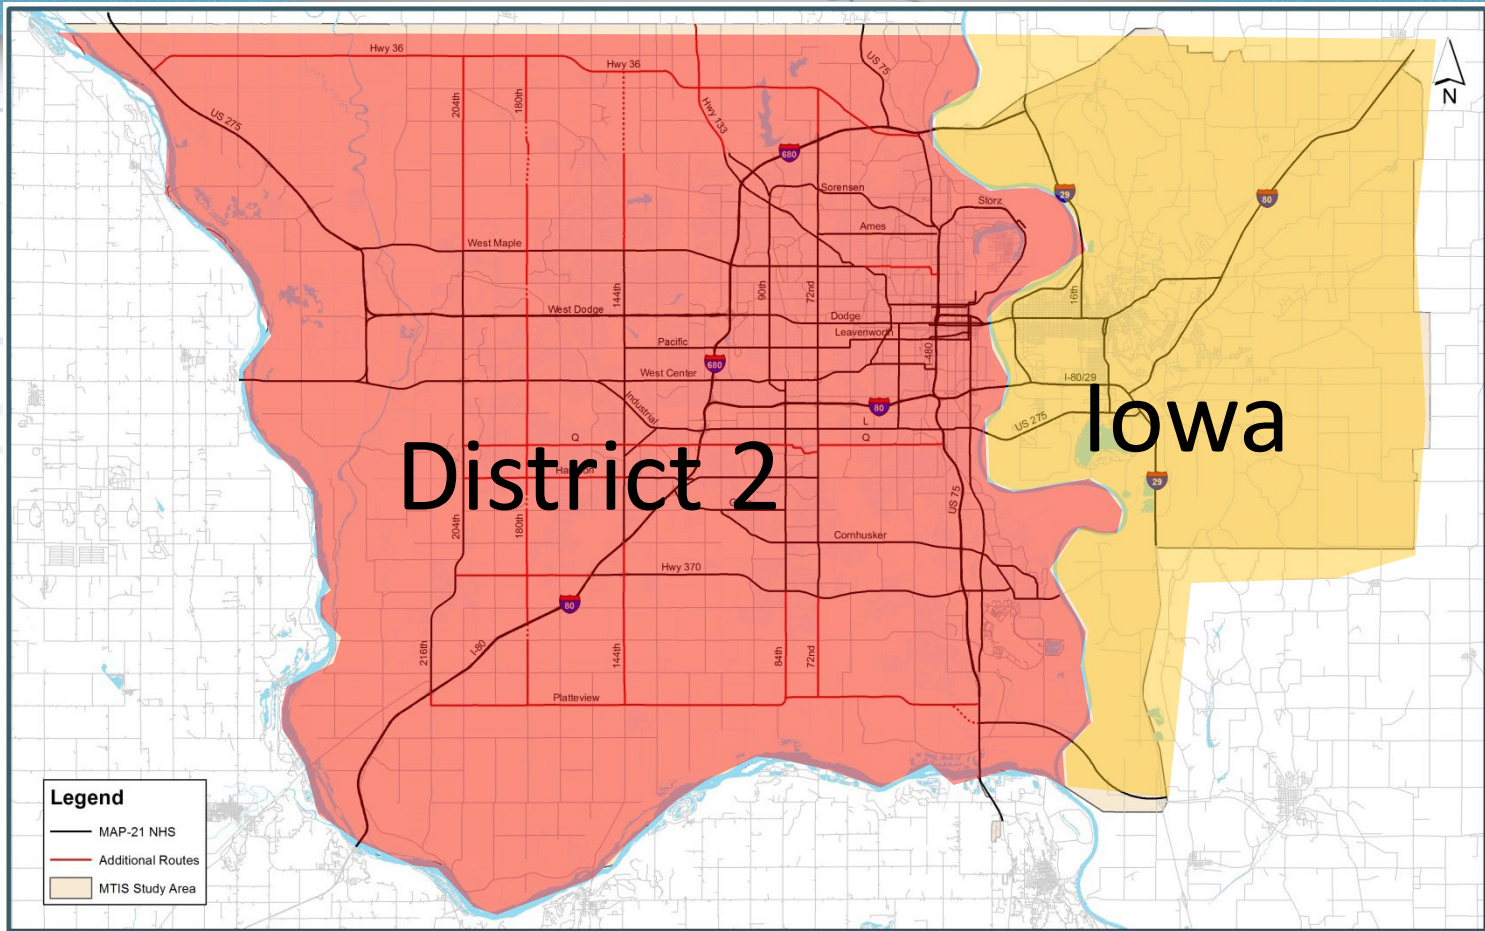 Hwy 36
Hwy 36
US 75
N
204th
180th
US 275
Hwy 133
680
Sorensen
29
80
Storz
Ames
West Maple
144th
90th
72nd
16th
West Dodge
Dodge
Leavenworth
Pacific
I-480
680
West Center
I-80/29
Industrial
80
L
US 275
Iowa
Q
Q
District 2
29
204th
180th
US 75
Cornhusker
Hwy 370
80
216th
I-80
144th
84th
72nd
Platteview
Legend
MAP-21 NHS
Additional Routes
MTIS Study Area